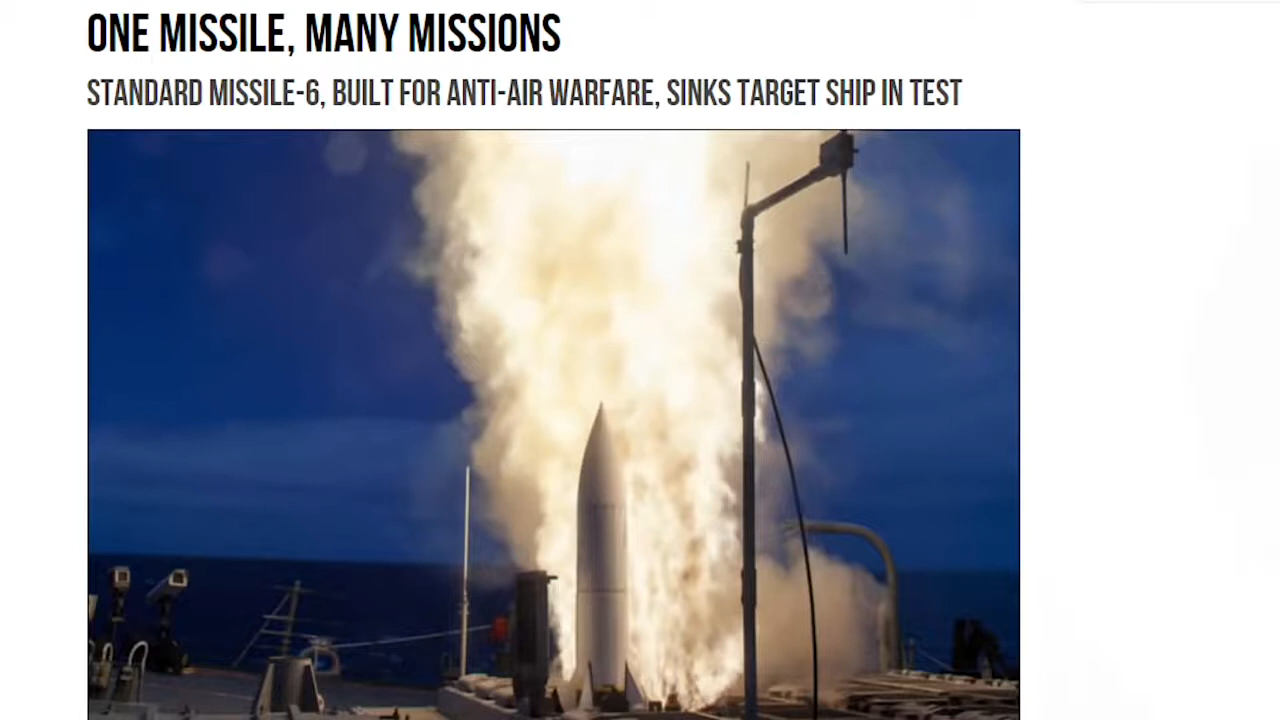 ONE MISSILE, MANY MISSIONS
STANDARD MISSILE-6, BUILT FOR ANTI-AIR WARFARE, SINKS TARGET SHIP IN TEST